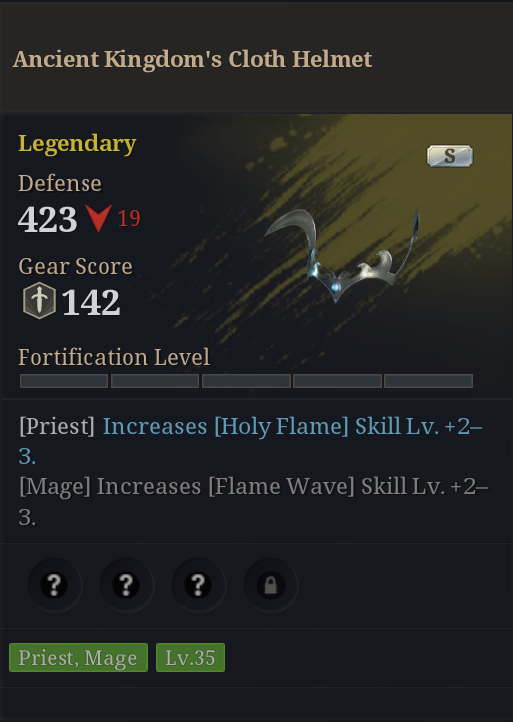 Ancient Kingdom's Cloth Helmet
Legendary
S
Defense
423 19
Gear Score
142
Fortification Level
[Priest] Increases [Holy Flame] Skill Lv. +2–
3.
[Mage] Increases [Flame Wave] Skill Lv. +2–
3.
? ? ?
Priest, Mage Lv.35